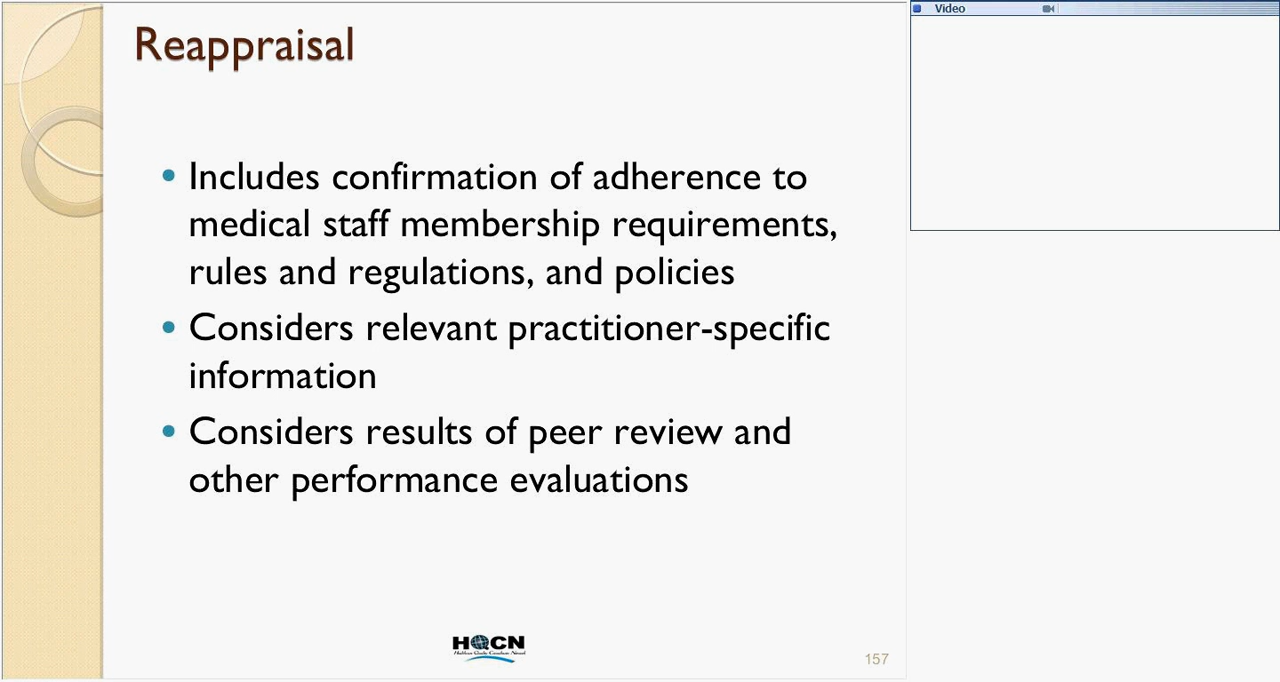 Reappraisal
Video
• Includes confirmation of adherence to
medical staff membership requirements,
rules and regulations, and policies
• Considers relevant practitioner-specific
information
• Considers results of peer review and
other performance evaluations
HQCN
157